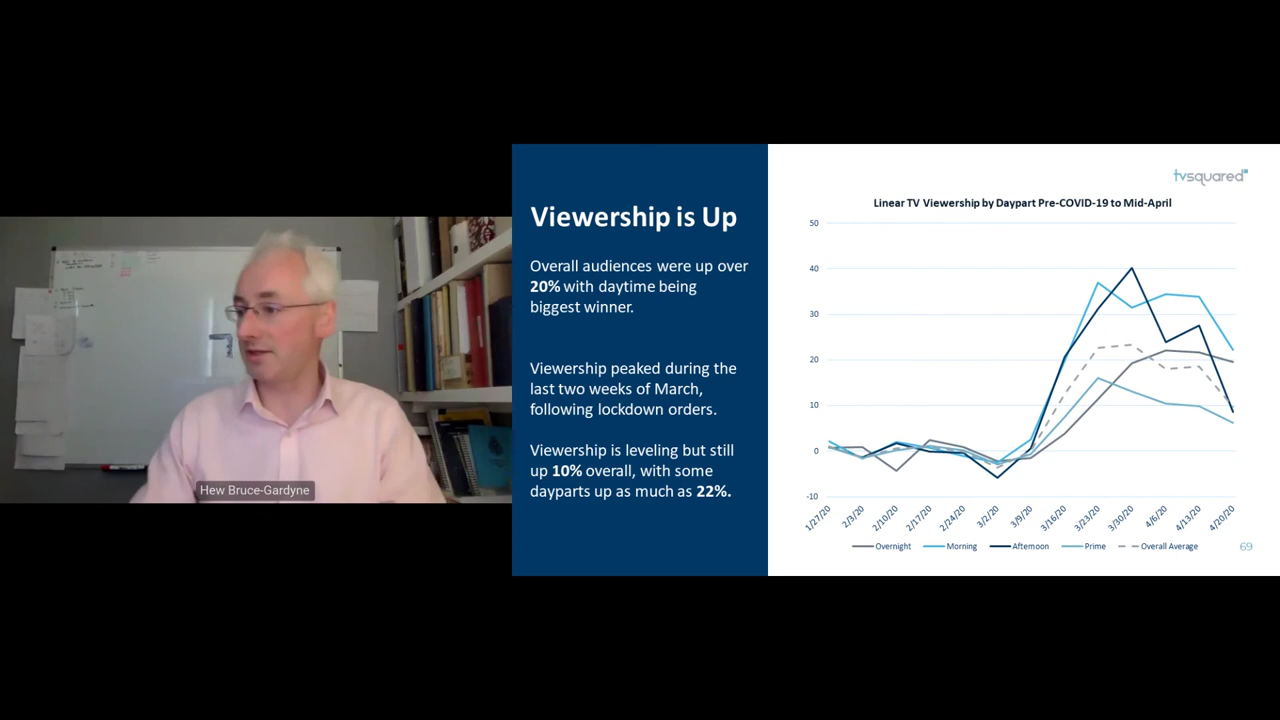 Hew Bruce-Gardyne
Viewership is Up
Overall audiences were up over
20% with daytime being
biggest winner.
Viewership peaked during the
last two weeks of March,
following lockdown orders.
Viewership is leveling but still
up 10% overall, with some
dayparts up as much as 22%.
tvsquared
Linear TV Viewership by Daypart Pre-COVID-19 to Mid-April
50
40
30
20
10
0
-10
1/27/20 2/3/20 2/10/20 2/17/20 2/24/20 3/2/20 3/9/20 3/16/20 3/23/20 3/30/20 4/6/20 4/13/20 4/20/20
Overnight Morning Afternoon Prime Overall Average
69